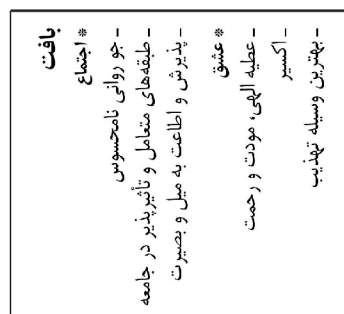 بافت
* اجتماع
- جو روانی نامحسوس
- طبقه‌های متعامل و تأثیرپذیر در جامعه
- پذیرش و اطاعت به میل و بصیرت
* عشق
- عطیه الهی، مودت و رحمت
- اکسیر
- بهترین وسیله تهذیب